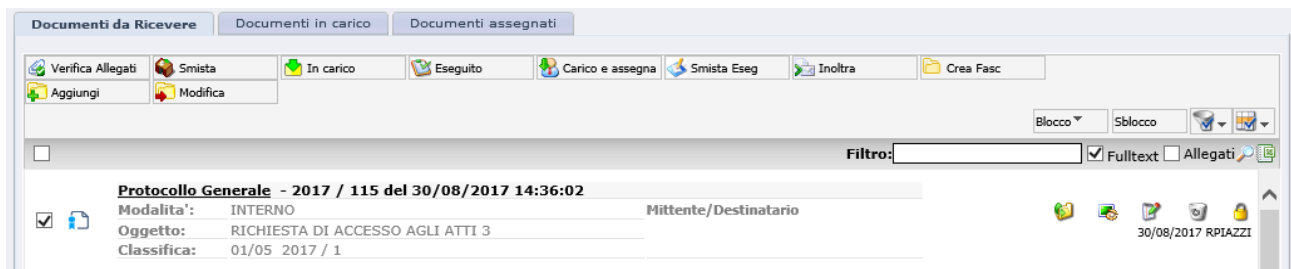 Documenti da Ricevere Documenti in carico Documenti assegnati
Verifica Allegati Smista In carico Eseguito Carico e assegna Smista Eseg Inoltra Crea Fasc
Aggiungi Modifica
Blocco Sblocco
Filtro: Fulltext Allegati
Protocollo Generale - 2017 / 115 del 30/08/2017 14:36:02
Modalita': INTERNO Mittente/Destinatario
Oggetto: RICHIESTA DI ACCESSO AGLI ATTI 3
30/08/2017 RPIAZZI
Classifica: 01/05 2017 / 1